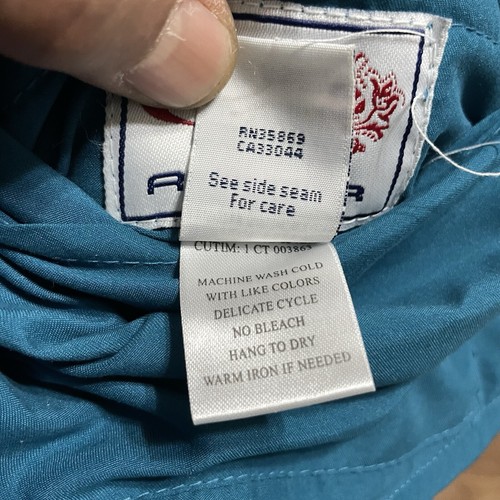 RN35869
CA33044
See side seam
For care
CUTIM: 1 CT 003863
MACHINE WASH COLD
WITH LIKE COLORS
DELICATE CYCLE
NO BLEACH
HANG TO DRY
WARM IRON IF NEEDED